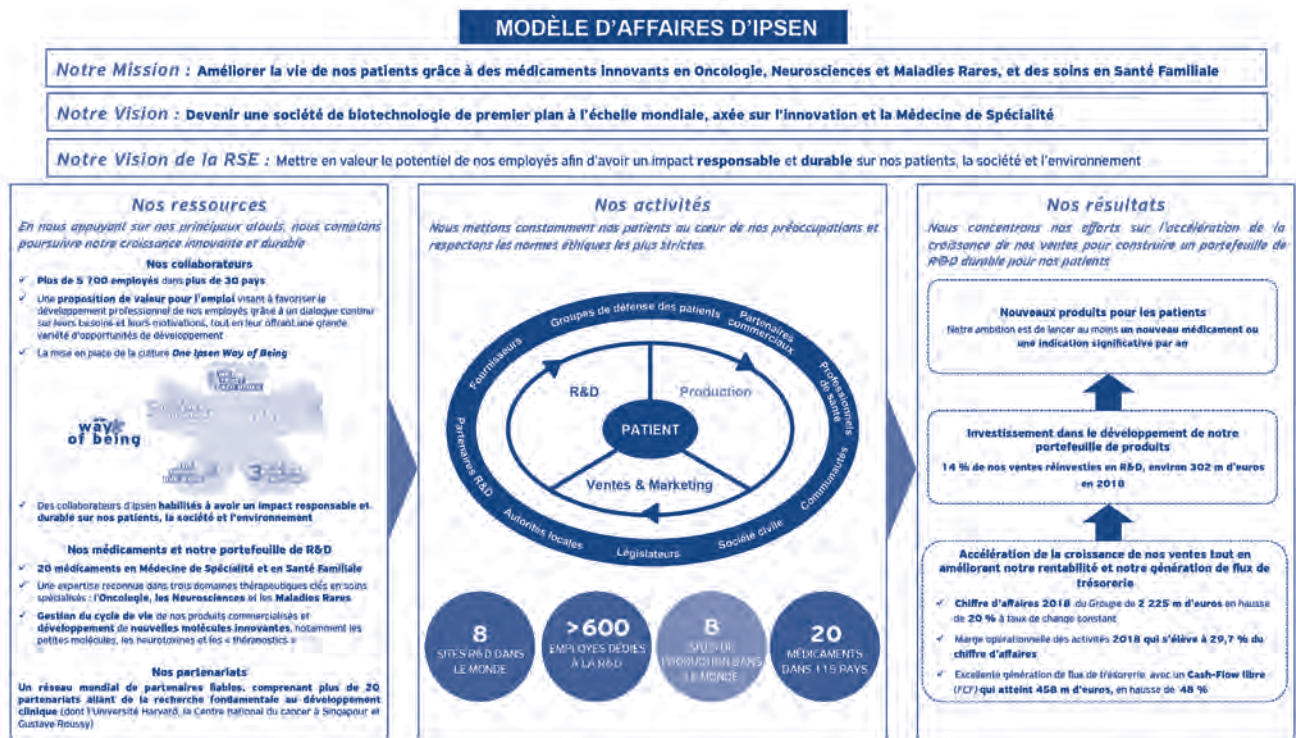 MODÈLE D'AFFAIRES D'IPSEN
Notre Mission : Améliorer la vie de nos patients grâce à des médicaments innovants en Oncologie, Neurosciences et Maladies Rares, et des soins en Santé Familiale
Notre Vision : Devenir une société de biotechnologie de premier plan à l'échelle mondiale, axée sur l'innovation et la Médecine de Spécialité
Notre Vision de la RSE : Mettre en valeur le potentiel de nos employés afin d'avoir un impact responsable et durable sur nos patients, la société et l'environnement
Nos ressources
En nous appuyant sur nos principaux atouts, nous comptons
poursuivre notre croissance innovante et durable
Nos collaborateurs
✓ Plus de 5 700 employés dans plus de 30 pays
✓ Une proposition de valeur pour l'emploi visant à favoriser le
développement professionnel de nos employés grâce à un dialogue continu
sur leurs besoins et leurs motivations, tout en leur offrant une grande
variété d'opportunités de développement
✓ La mise en place de la culture One Ipsen Way of Being
way
of being
3
✓ Des collaborateurs d'Ipsen habilités à avoir un impact responsable et
durable sur nos patients, la société et l'environnement
Nos médicaments et notre portefeuille de R&D
✓ 20 médicaments en Médecine de Spécialité et en Santé Familiale
✓ Une expertise reconnue dans trois domaines thérapeutiques clés en soins
spécialisés : l'Oncologie, les Neurosciences et les Maladies Rares
✓ Gestion du cycle de vie de nos produits commercialisés et
développement de nouvelles molécules innovantes, notamment les
petites molécules, les neurotoxines et les « théranostics »
Nos partenariats
Un réseau mondial de partenaires fiables, comprenant plus de 20
partenariats allant de la recherche fondamentale au développement
clinique (dont l'Université Harvard, le Centre national du cancer à Singapour et
Gustave Roussy)
Nos activités
Nous mettons constamment nos patients au cœur de nos préoccupations et
respectons les normes éthiques les plus strictes.
Groupes de défense des patients
Partenaires
commerciaux
Professionnels
de santé
Communautés
Société civile
Législateurs
Autorités locales
Partenaires R&D
Fournisseurs
R&D
Production
PATIENT
Ventes & Marketing
8
SITES R&D DANS
LE MONDE
>600
EMPLOYÉS DÉDIÉS
À LA R&D
8
SITES DE
PRODUCTION DANS
LE MONDE
20
MÉDICAMENTS
DANS 115 PAYS
Nos résultats
Nous concentrons nos efforts sur l'accélération de la
croissance de nos ventes pour construire un portefeuille de
R&D durable pour nos patients
Nouveaux produits pour les patients
Notre ambition est de lancer au moins un nouveau médicament ou
une indication significative par an
Investissement dans le développement de notre
portefeuille de produits
14 % de nos ventes réinvesties en R&D, environ 302 m d'euros
en 2018
Accélération de la croissance de nos ventes tout en
améliorant notre rentabilité et notre génération de flux de
trésorerie
✓ Chiffre d'affaires 2018 du Groupe de 2 225 m d'euros en hausse
de 20 % à taux de change constant
✓ Marge opérationnelle des activités 2018 qui s'élève à 29,7 % du
chiffre d'affaires
✓ Excellente génération de flux de trésorerie, avec un Cash-Flow libre
(FCF) qui atteint 458 m d'euros, en hausse de 48 %